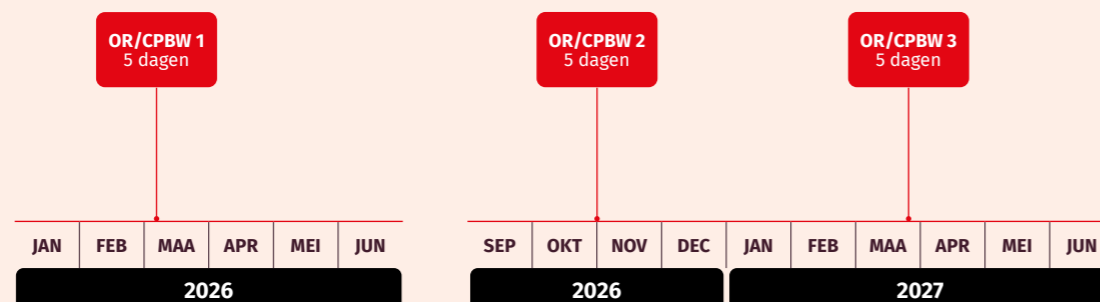 OR/CPBW 1
5 dagen
OR/CPBW 2
5 dagen
OR/CPBW 3
5 dagen
JAN FEB MAA APR MEI JUN
SEP OKT NOV DEC JAN FEB MAA APR MEI JUN
2026
2026
2027